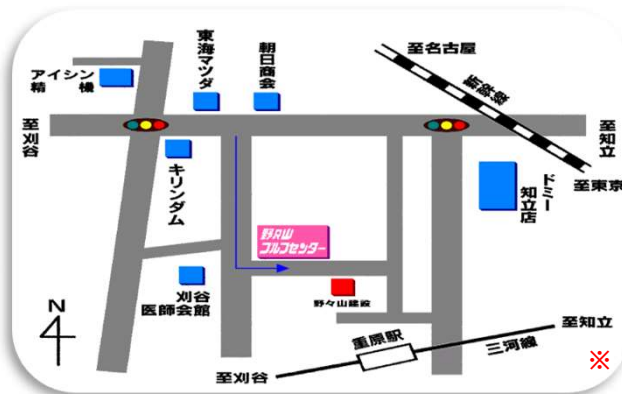 東海マツダ
朝日商会
至名古屋
新幹線
アイシン
精機
至刈谷
至知立
キリンダム
ドミー
知立店
至東京
野々山
ゴルフセンター
刈谷
医師会館
野々山建設
N
重原駅
至知立
三河線
至刈谷
※